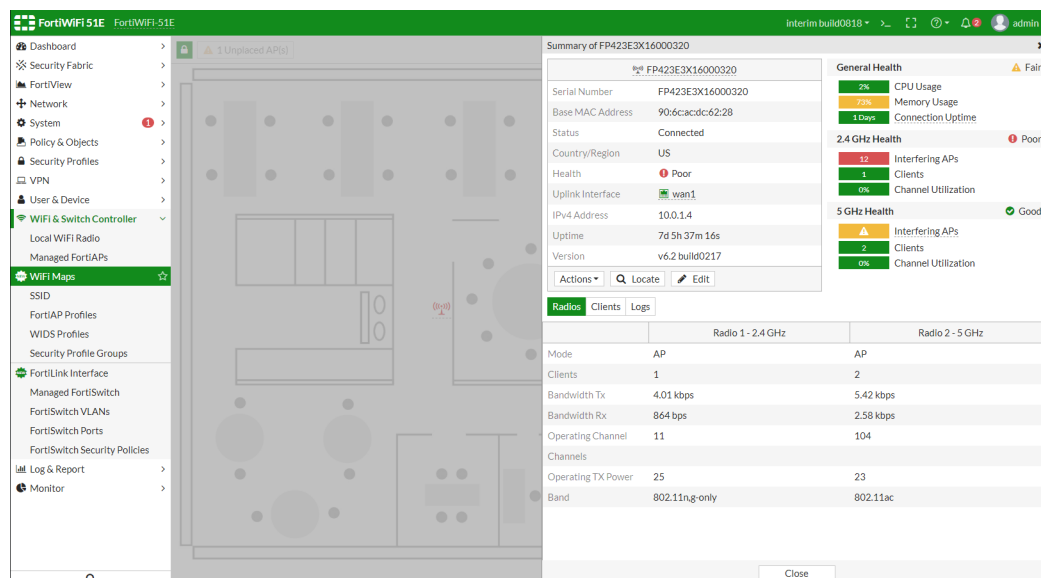 FortiWiFi 51E FortiWiFi-51E interim build0818 >_ 2 admin
Dashboard
Security Fabric
FortiView
Network
System 1
Policy & Objects
Security Profiles
VPN
User & Device
WiFi & Switch Controller
Local WiFi Radio
Managed FortiAPs
WiFi Maps
SSID
FortiAP Profiles
WIDS Profiles
Security Profile Groups
FortiLink Interface
Managed FortiSwitch
FortiSwitch VLANs
FortiSwitch Ports
FortiSwitch Security Policies
Log & Report
Monitor
1 Unplaced AP(s)
Summary of FP423E3X16000320
FP423E3X16000320
Serial Number FP423E3X16000320
Base MAC Address 90:6c:ac:dc:62:28
Status Connected
Country/Region US
Health Poor
Uplink Interface wan1
IPv4 Address 10.0.1.4
Uptime 7d 5h 37m 16s
Version v6.2 build0217
Actions Locate Edit
General Health Fair
2% CPU Usage
73% Memory Usage
1 Days Connection Uptime
2.4 GHz Health Poor
12 Interfering APs
1 Clients
0% Channel Utilization
5 GHz Health Good
Interfering APs
2 Clients
0% Channel Utilization
Radios Clients Logs
Radio 1 - 2.4 GHz Radio 2 - 5 GHz
Mode AP AP
Clients 1 2
Bandwidth Tx 4.01 kbps 5.42 kbps
Bandwidth Rx 864 bps 2.58 kbps
Operating Channel 11 104
Channels
Operating TX Power 25 23
Band 802.11n,g-only 802.11ac
Close